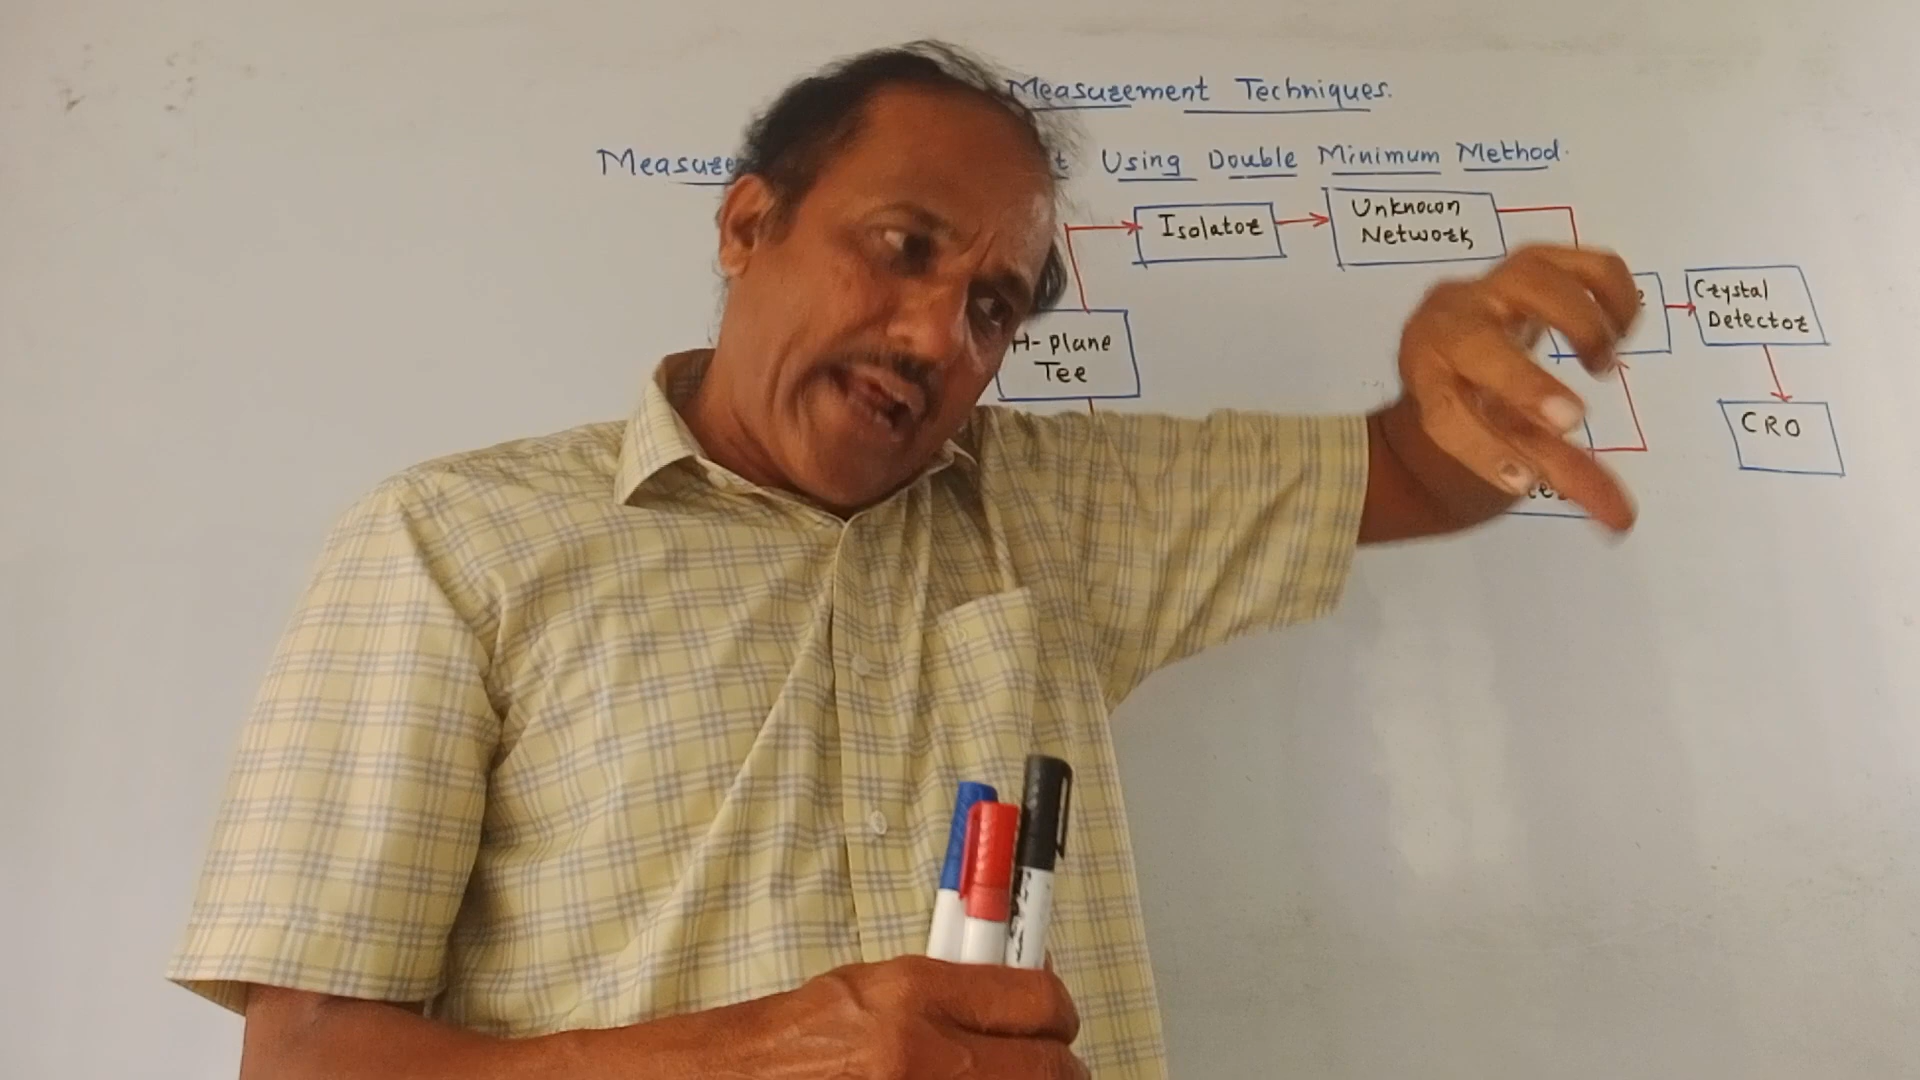 Measurement Techniques.
Using Double Minimum Method.
Isolator
Unknown
Network
H-plane
Tee
Crystal
Detector
CRO